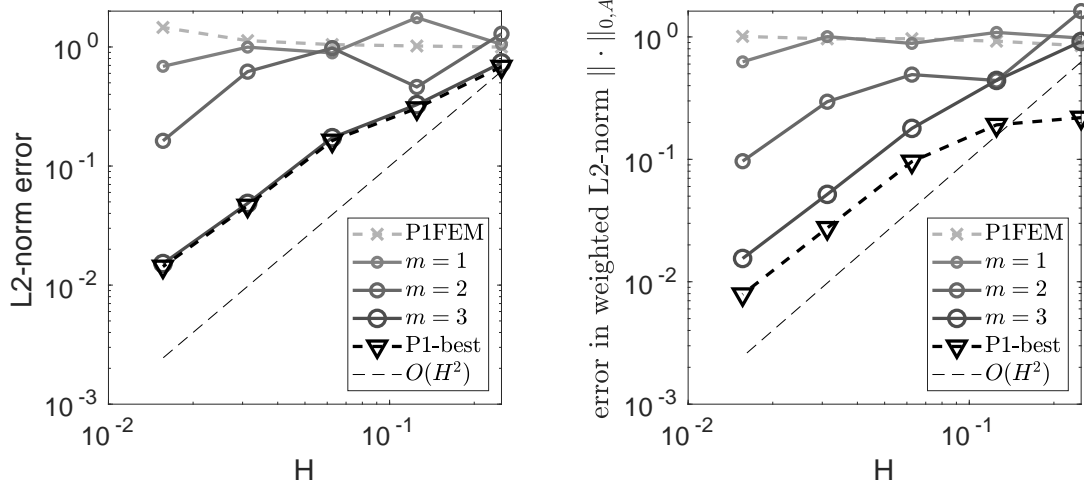 L2-norm error
10^0
10^{-1}
10^{-2}
10^{-3}
10^{-2}
10^{-1}
H
P1FEM
m = 1
m = 2
m = 3
P1-best
O(H^2)
error in weighted L2-norm ‖ · ‖_{0,A}
10^0
10^{-1}
10^{-2}
10^{-3}
10^{-2}
10^{-1}
H
P1FEM
m = 1
m = 2
m = 3
P1-best
O(H^2)